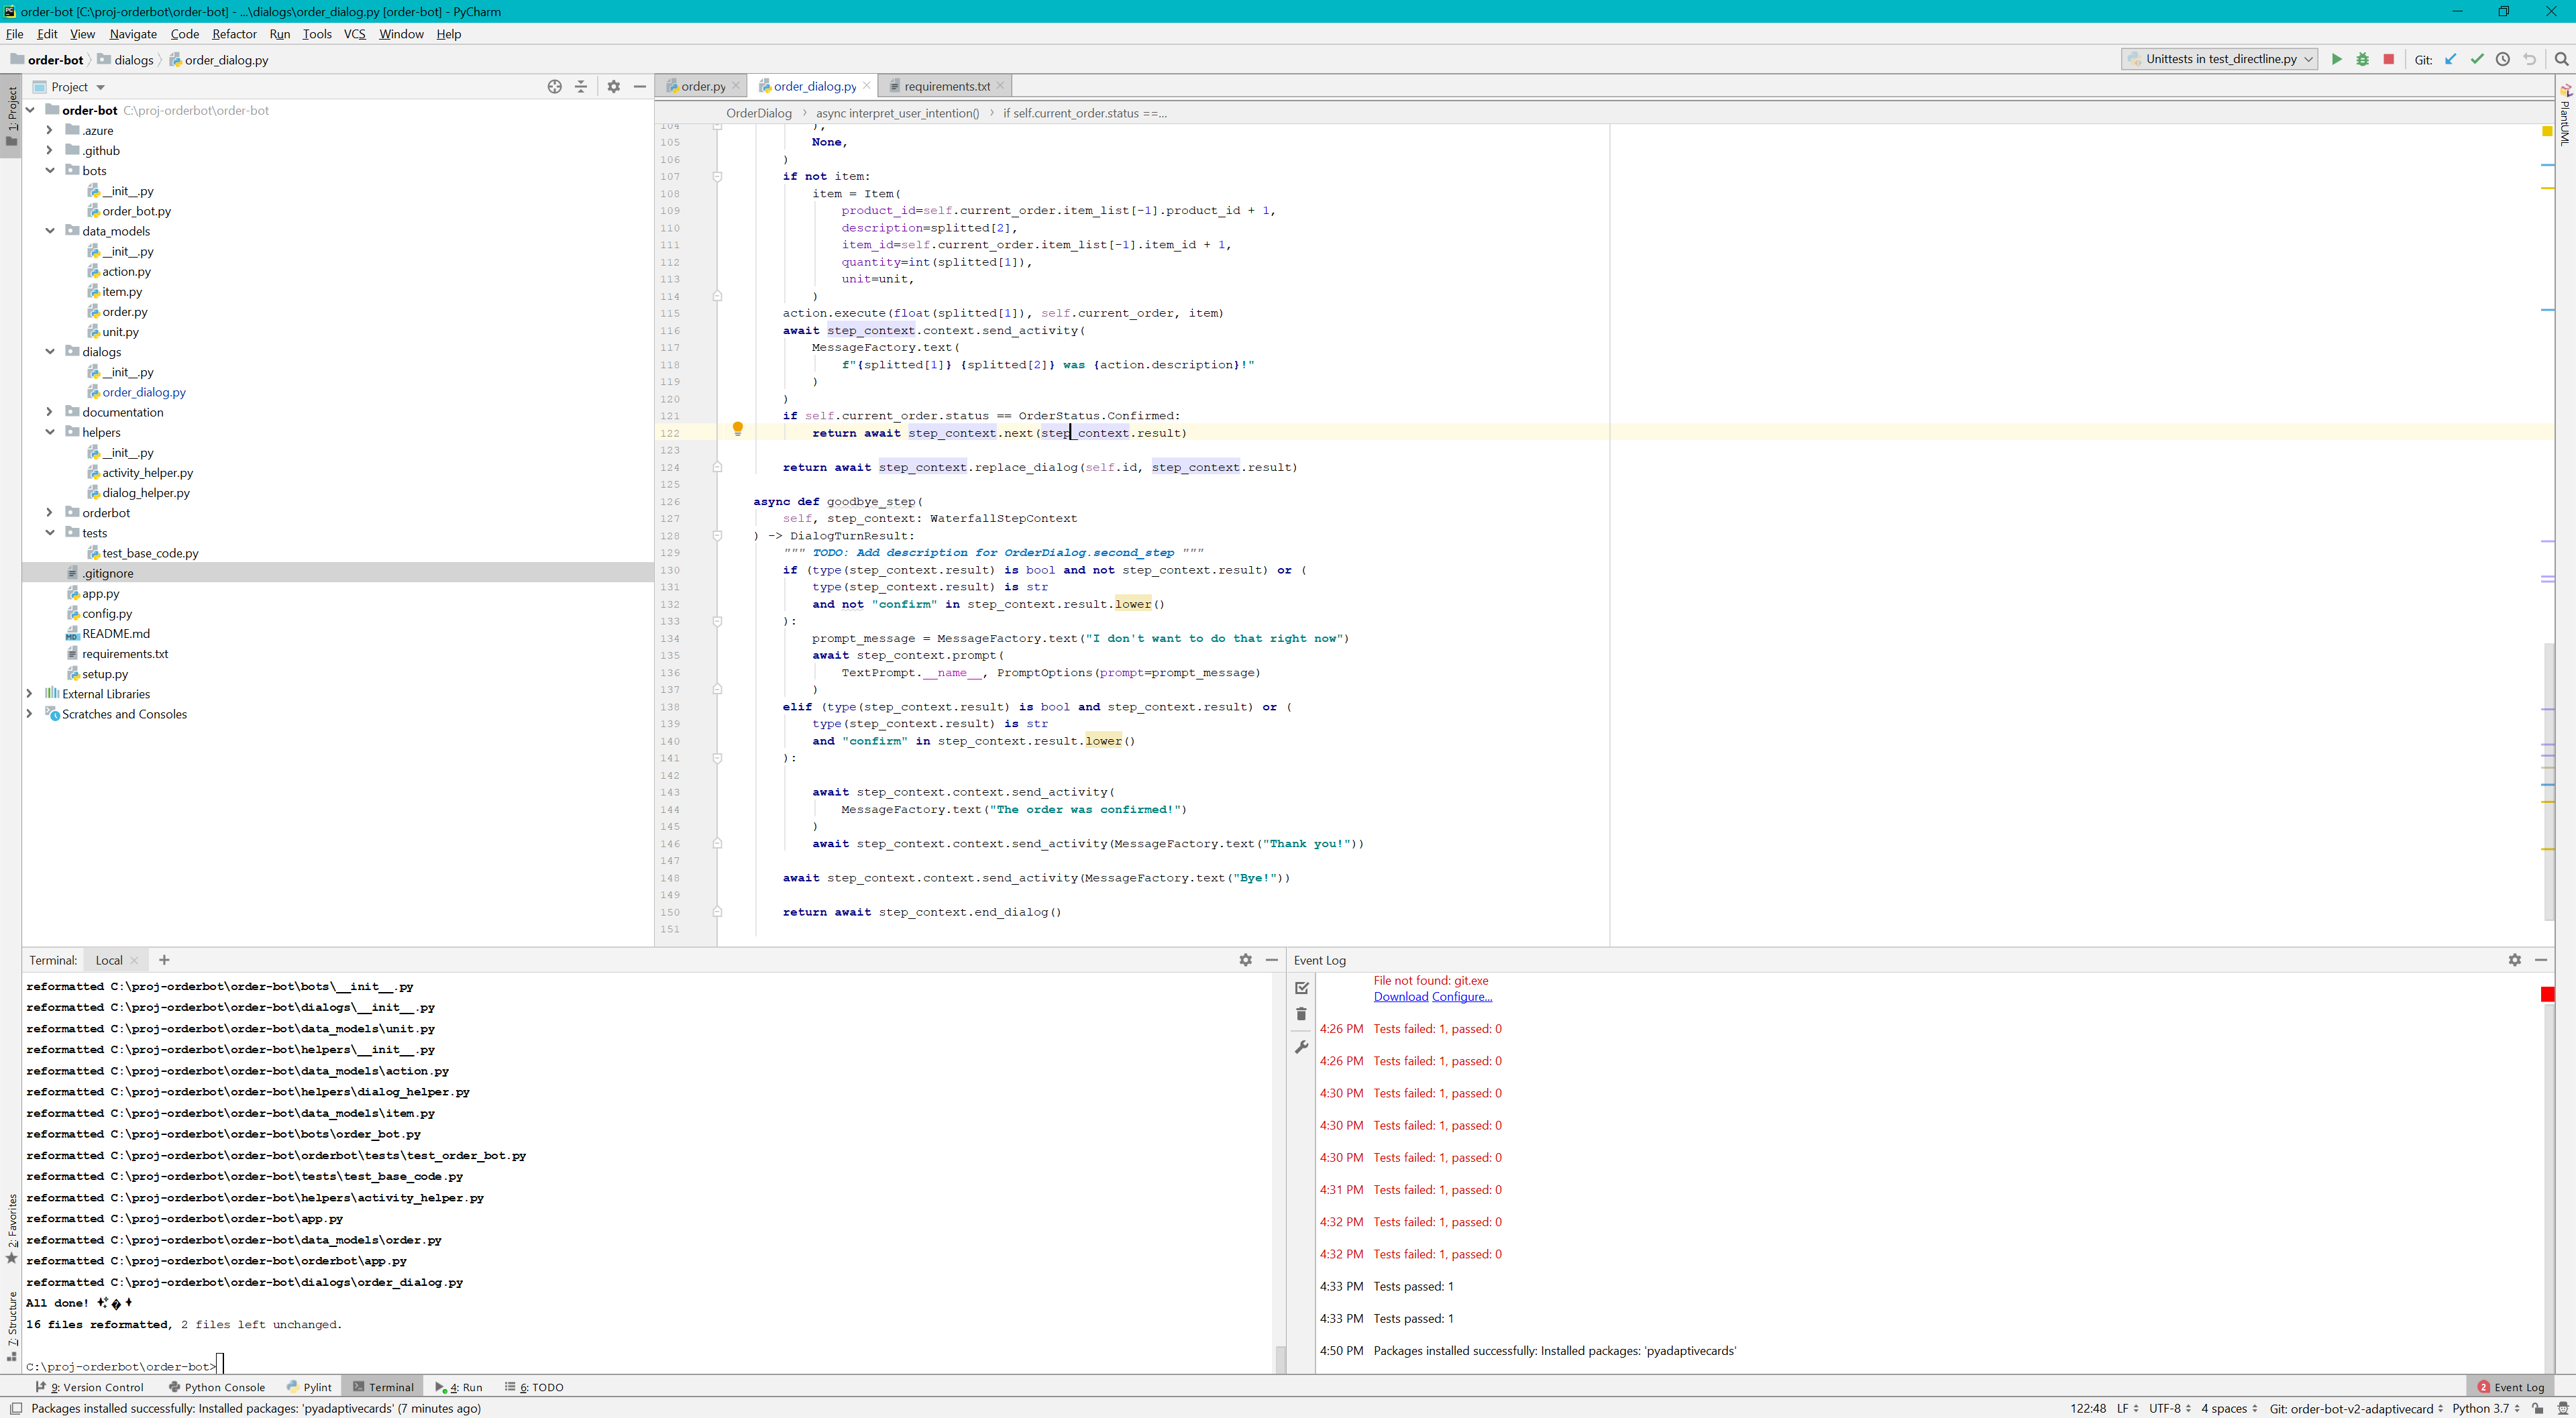 order-bot [C:\proj-orderbot\order-bot] - ...\dialogs\order_dialog.py [order-bot] - PyCharm
File Edit View Navigate Code Refactor Run Tools VCS Window Help
order-bot dialogs order_dialog.py
Unittests in test_directline.py Git:
1: Project
Project
order-bot C:\proj-orderbot\order-bot
.azure
.github
bots
__init__.py
order_bot.py
data_models
__init__.py
action.py
item.py
order.py
unit.py
dialogs
__init__.py
order_dialog.py
documentation
helpers
__init__.py
activity_helper.py
dialog_helper.py
orderbot
tests
test_base_code.py
.gitignore
app.py
config.py
README.md
requirements.txt
setup.py
External Libraries
Scratches and Consoles
order.py order_dialog.py requirements.txt
OrderDialog async interpret_user_intention() if self.current_order.status ==...
104 ),
105 None,
106 )
107 if not item:
108 item = Item(
109 product_id=self.current_order.item_list[-1].product_id + 1,
110 description=splitted[2],
111 item_id=self.current_order.item_list[-1].item_id + 1,
112 quantity=int(splitted[1]),
113 unit=unit,
114 )
115 action.execute(float(splitted[1]), self.current_order, item)
116 await step_context.context.send_activity(
117 MessageFactory.text(
118 f"{splitted[1]} {splitted[2]} was {action.description}!"
119 )
120 )
121 if self.current_order.status == OrderStatus.Confirmed:
122 return await step_context.next(step_context.result)
123
124 return await step_context.replace_dialog(self.id, step_context.result)
125
126 async def goodbye_step(
127 self, step_context: WaterfallStepContext
128 ) -> DialogTurnResult:
129 """ TODO: Add description for OrderDialog.second_step """
130 if (type(step_context.result) is bool and not step_context.result) or (
131 type(step_context.result) is str
132 and not "confirm" in step_context.result.lower()
133 ):
134 prompt_message = MessageFactory.text("I don't want to do that right now")
135 await step_context.prompt(
136 TextPrompt.__name__, PromptOptions(prompt=prompt_message)
137 )
138 elif (type(step_context.result) is bool and step_context.result) or (
139 type(step_context.result) is str
140 and "confirm" in step_context.result.lower()
141 ):
142
143 await step_context.context.send_activity(
144 MessageFactory.text("The order was confirmed!")
145 )
146 await step_context.context.send_activity(MessageFactory.text("Thank you!"))
147
148 await step_context.context.send_activity(MessageFactory.text("Bye!"))
149
150 return await step_context.end_dialog()
151
PlantUML
2: Favorites
7: Structure
Terminal: Local
reformatted C:\proj-orderbot\order-bot\bots\__init__.py
reformatted C:\proj-orderbot\order-bot\dialogs\__init__.py
reformatted C:\proj-orderbot\order-bot\data_models\unit.py
reformatted C:\proj-orderbot\order-bot\helpers\__init__.py
reformatted C:\proj-orderbot\order-bot\data_models\action.py
reformatted C:\proj-orderbot\order-bot\helpers\dialog_helper.py
reformatted C:\proj-orderbot\order-bot\data_models\item.py
reformatted C:\proj-orderbot\order-bot\bots\order_bot.py
reformatted C:\proj-orderbot\order-bot\orderbot\tests\test_order_bot.py
reformatted C:\proj-orderbot\order-bot\tests\test_base_code.py
reformatted C:\proj-orderbot\order-bot\helpers\activity_helper.py
reformatted C:\proj-orderbot\order-bot\app.py
reformatted C:\proj-orderbot\order-bot\data_models\order.py
reformatted C:\proj-orderbot\order-bot\orderbot\app.py
reformatted C:\proj-orderbot\order-bot\dialogs\order_dialog.py
All done!
16 files reformatted, 2 files left unchanged.
C:\proj-orderbot\order-bot>
Event Log
File not found: git.exe
Download Configure...
4:26 PM Tests failed: 1, passed: 0
4:26 PM Tests failed: 1, passed: 0
4:30 PM Tests failed: 1, passed: 0
4:30 PM Tests failed: 1, passed: 0
4:30 PM Tests failed: 1, passed: 0
4:31 PM Tests failed: 1, passed: 0
4:32 PM Tests failed: 1, passed: 0
4:32 PM Tests failed: 1, passed: 0
4:33 PM Tests passed: 1
4:33 PM Tests passed: 1
4:50 PM Packages installed successfully: Installed packages: 'pyadaptivecards'
9: Version Control Python Console Pylint Terminal 4: Run 6: TODO 2 Event Log
Packages installed successfully: Installed packages: 'pyadaptivecards' (7 minutes ago) 122:48 LF UTF-8 4 spaces Git: order-bot-v2-adaptivecard Python 3.7